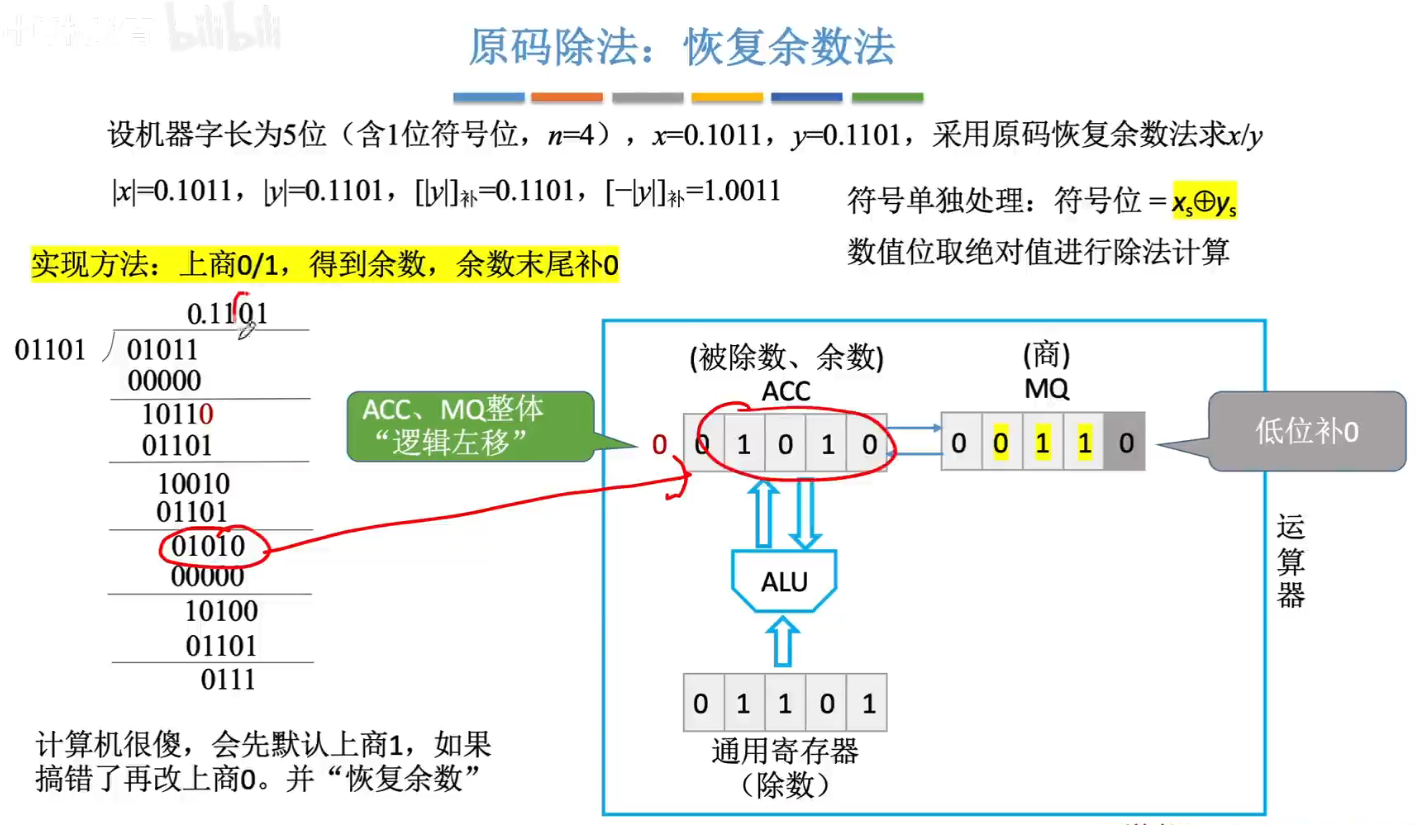 bilibili
原码除法：恢复余数法
设机器字长为5位（含1位符号位，n=4），x=0.1011，y=0.1101，采用原码恢复余数法求x/y
|x|=0.1011，|y|=0.1101，[|y|]补=0.1101，[−|y|]补=1.0011
符号单独处理：符号位 = xs⊕ys
数值位取绝对值进行除法计算
实现方法：上商0/1，得到余数，余数末尾补0
0.1101
01101
01011
00000
10110
01101
10010
01101
01010
00000
10100
01101
0111
计算机很傻，会先默认上商1，如果
搞错了再改上商0。并“恢复余数”
ACC、MQ整体
“逻辑左移”
(被除数、余数)
ACC
(商)
MQ
0
0 1 0 1 0
0 0 1 1 0
低位补0
ALU
0 1 1 0 1
通用寄存器
（除数）
运算器